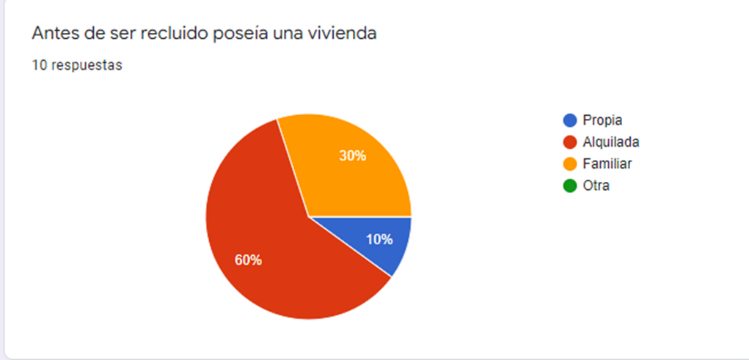 Antes de ser recluido poseía una vivienda
10 respuestas
Propia
Alquilada
Familiar
Otra
30%
10%
60%